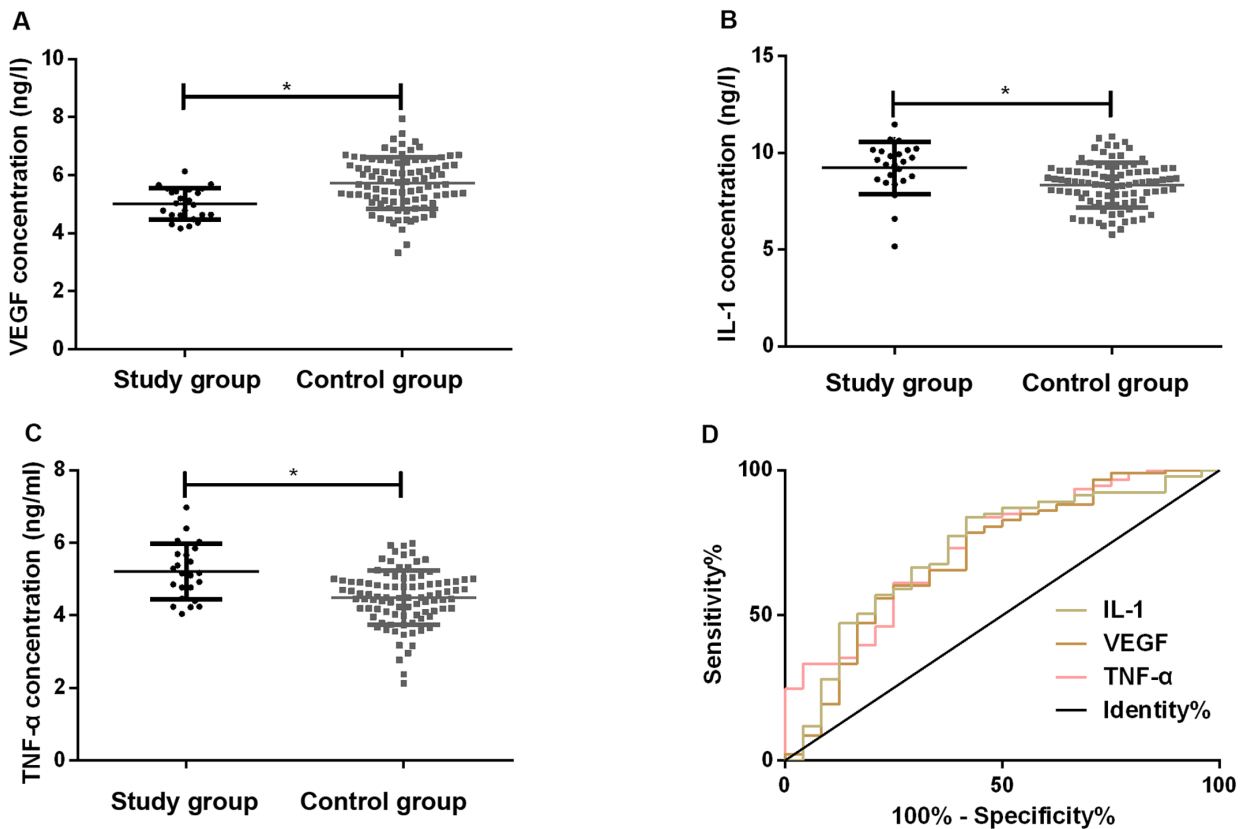 A
VEGF concentration (ng/l)
10
8
6
4
2
0
*
Study group
Control group
B
IL-1 concentration (ng/l)
15
10
5
0
*
Study group
Control group
C
TNF-α concentration (ng/ml)
8
6
4
2
0
*
Study group
Control group
D
Sensitivity%
100
50
0
IL-1
VEGF
TNF-α
Identity%
0
50
100
100% - Specificity%